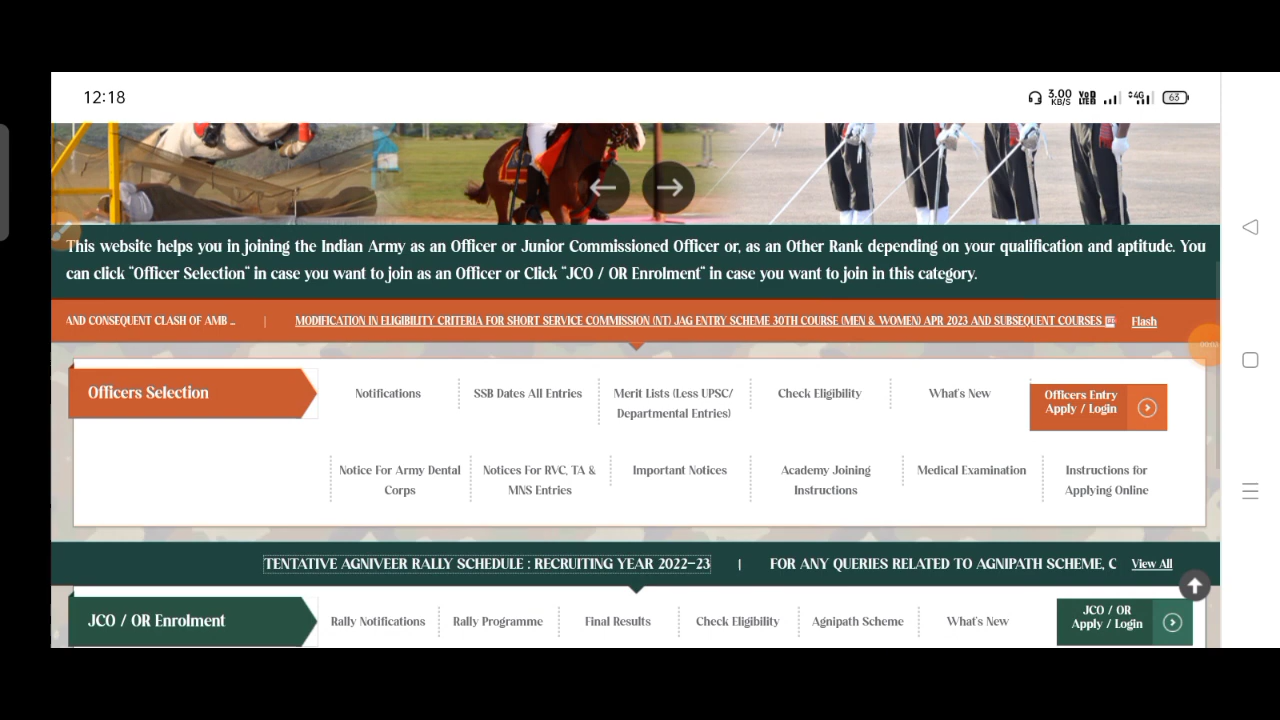 12:18
3.00 KB/S
VoD LTEB
4G
63
This website helps you in joining the Indian Army as an Officer or Junior Commissioned Officer or, as an Other Rank depending on your qualification and aptitude. You
can click "Officer Selection" in case you want to join as an Officer or Click "JCO / OR Enrolment" in case you want to join in this category.
AND CONSEQUENT CLASH OF AMB ... | MODIFICATION IN ELIGIBILITY CRITERIA FOR SHORT SERVICE COMMISSION (NT) JAG ENTRY SCHEME 30TH COURSE (MEN & WOMEN) APR 2023 AND SUBSEQUENT COURSES Flash
Officers Selection
Notifications
SSB Dates All Entries
Merit Lists (Less UPSC/
Departmental Entries)
Check Eligibility
What's New
Officers Entry
Apply / Login
Notice For Army Dental
Corps
Notices For RVC, TA &
MNS Entries
Important Notices
Academy Joining
Instructions
Medical Examination
Instructions for
Applying Online
TENTATIVE AGNIVEER RALLY SCHEDULE : RECRUITING YEAR 2022-23 | FOR ANY QUERIES RELATED TO AGNIPATH SCHEME, C View All
JCO / OR Enrolment
Rally Notifications
Rally Programme
Final Results
Check Eligibility
Agnipath Scheme
What's New
JCO / OR
Apply / Login